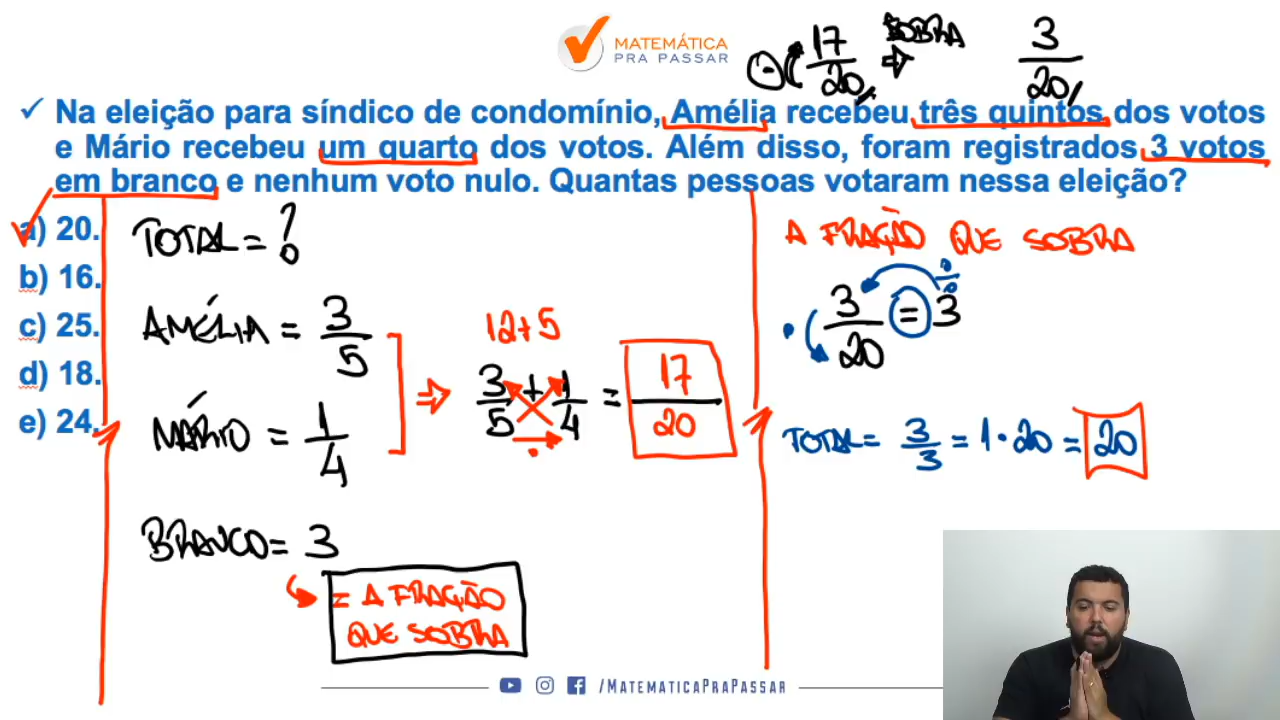 MATEMÁTICA
PRA PASSAR
17/20 ⇒ SOBRA 3/20
✓ Na eleição para síndico de condomínio, Amélia recebeu três quintos dos votos
e Mário recebeu um quarto dos votos. Além disso, foram registrados 3 votos
em branco e nenhum voto nulo. Quantas pessoas votaram nessa eleição?
a) 20.
b) 16.
c) 25.
d) 18.
e) 24.
TOTAL = ?
AMÉLIA = 3/5
MÁRIO = 1/4
BRANCO = 3
= A FRAÇÃO
QUE SOBRA
12+5
⇒ 3/5 + 1/4 = 17/20
A FRAÇÃO QUE SOBRA
3/20 = 3
TOTAL = 3/3 = 1·20 = 20
/MATEMATICAPRAPASSAR